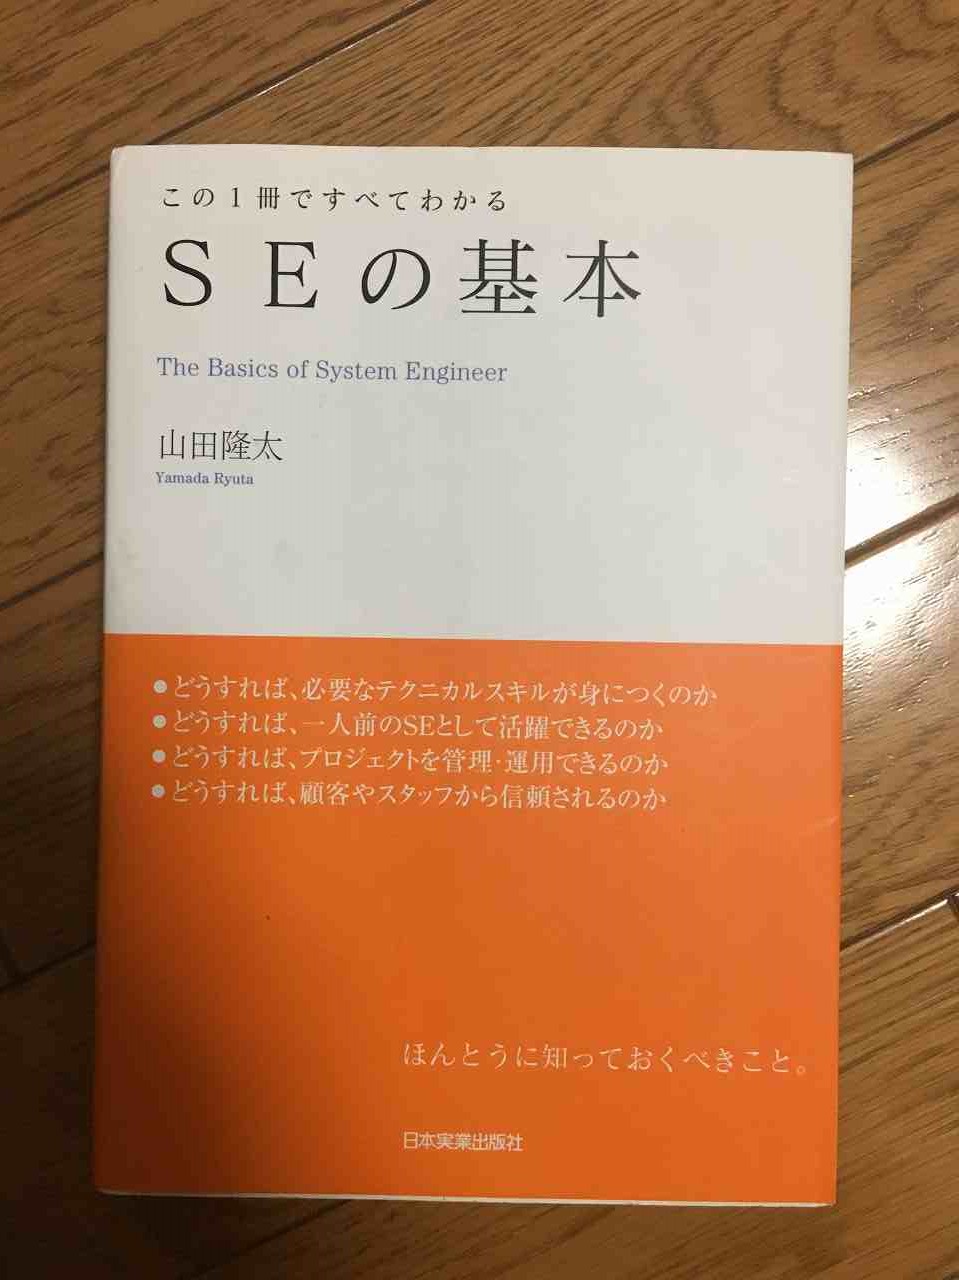 この1冊ですべてわかる
SEの基本
The Basics of System Engineer
山田隆太
Yamada Ryuta
●どうすれば、必要なテクニカルスキルが身につくのか
●どうすれば、一人前のSEとして活躍できるのか
●どうすれば、プロジェクトを管理・運用できるのか
●どうすれば、顧客やスタッフから信頼されるのか
ほんとうに知っておくべきこと。
日本実業出版社